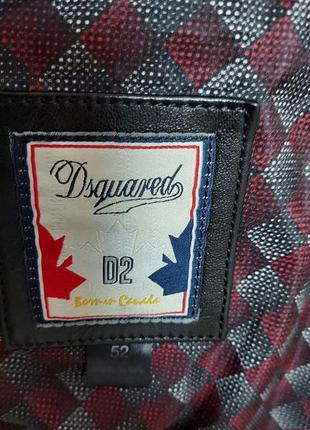 Dsquared
D2
Born in Canada
52